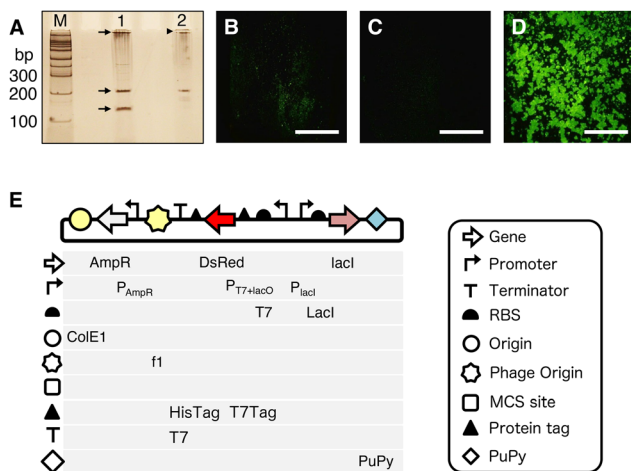 A
M 1 2
bp
300
200
100
B
C
D
E
Gene
Promoter
Terminator
RBS
Origin
Phage Origin
MCS site
Protein tag
PuPy
AmpR DsRed lacI
PAmpR PT7+lacO PlacI
T7 LacI
ColE1
f1
HisTag T7Tag
T7
PuPy